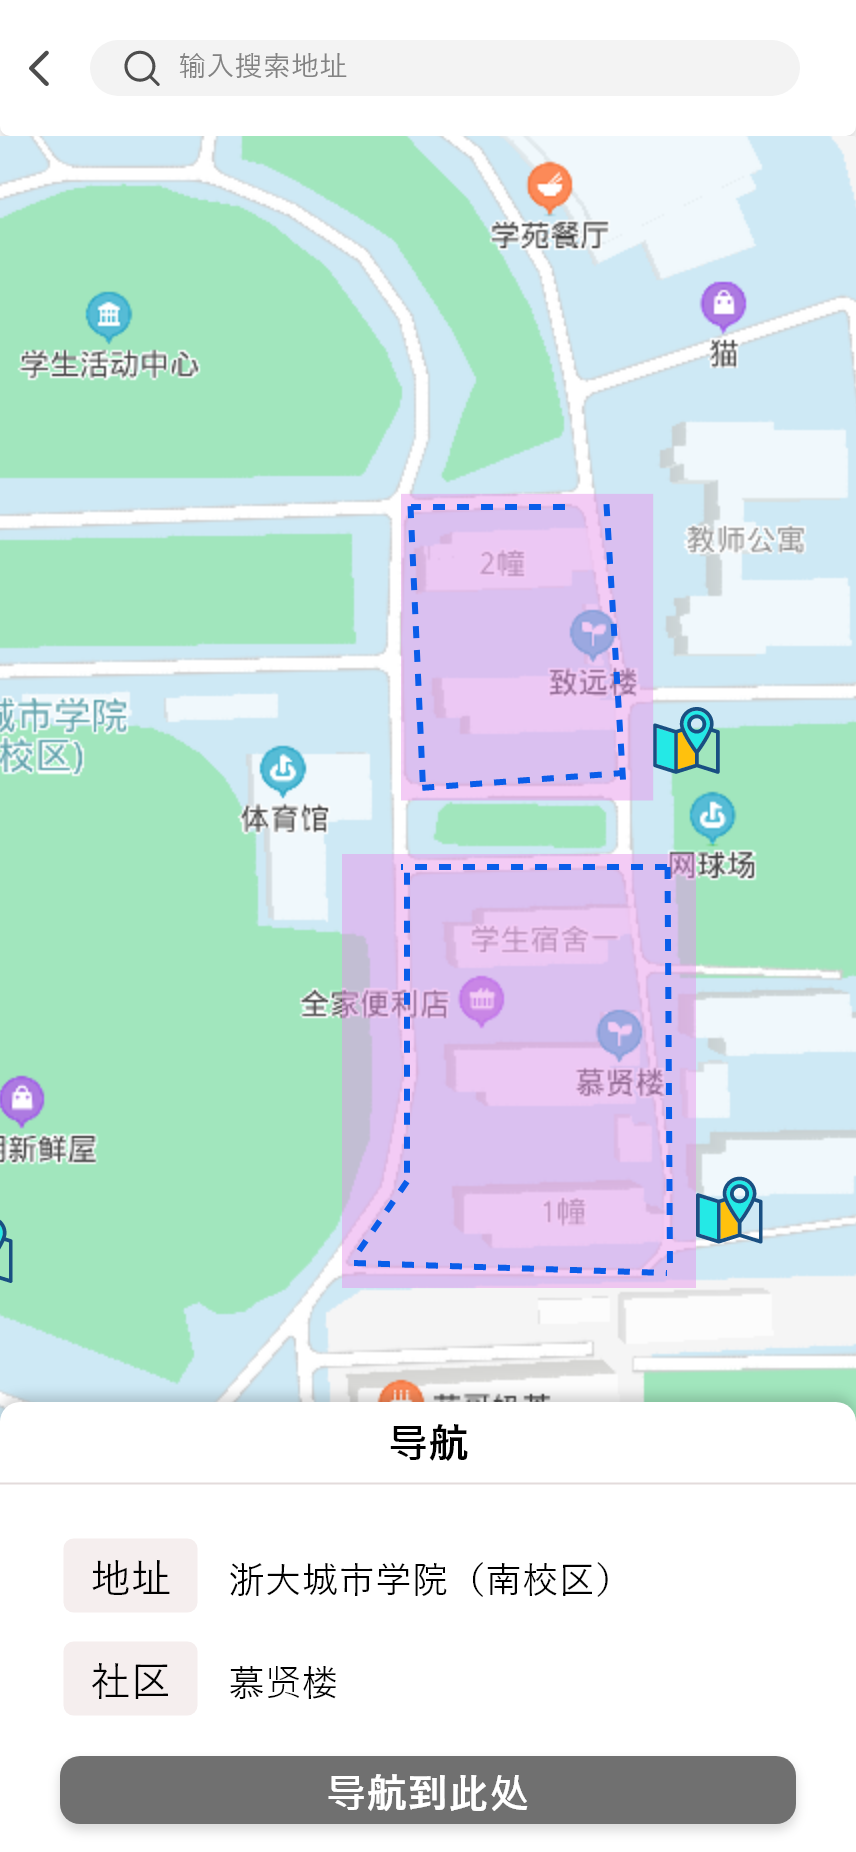 输入搜索地址
学苑餐厅
猫
学生活动中心
教师公寓
2幢
致远楼
城市学院
校区)
体育馆
网球场
学生宿舍一
全家便利店
慕贤楼
新鲜屋
1幢
导航
地址
浙大城市学院（南校区）
社区
慕贤楼
导航到此处